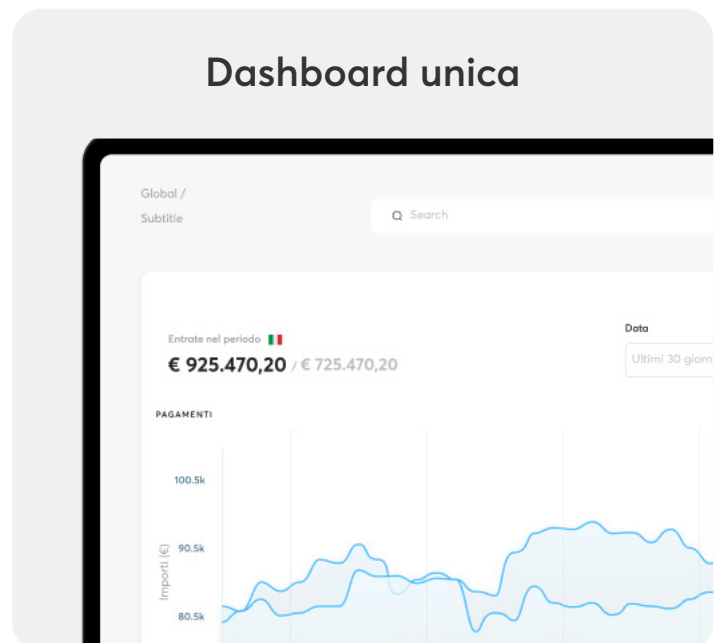 Dashboard unica
Global /
Subtitle
Search
Entrate nel periodo
€ 925.470,20 / € 725.470,20
Data
Ultimi 30 giorn
PAGAMENTI
100.5k
90.5k
80.5k
Importi (€)